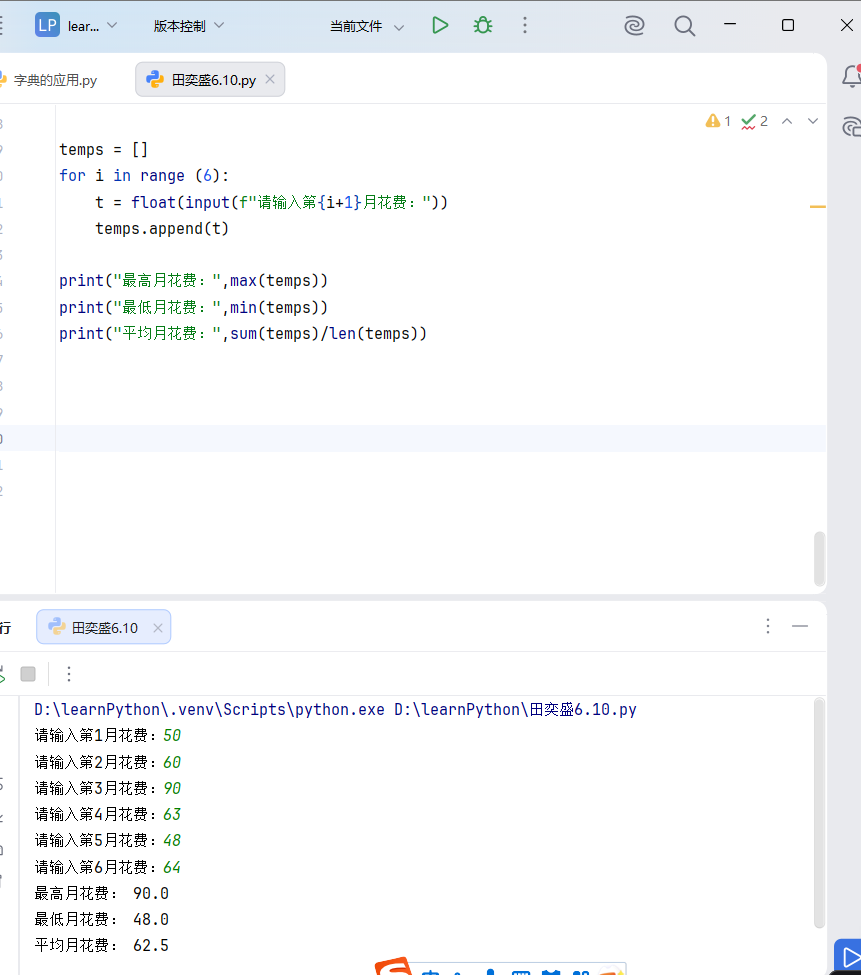 LP lear... 版本控制 当前文件
字典的应用.py 田奕盛6.10.py
1 2
temps = []
for i in range (6):
    t = float(input(f"请输入第{i+1}月花费："))
    temps.append(t)
print("最高月花费：",max(temps))
print("最低月花费：",min(temps))
print("平均月花费：",sum(temps)/len(temps))
行 田奕盛6.10
D:\learnPython\.venv\Scripts\python.exe D:\learnPython\田奕盛6.10.py
请输入第1月花费：50
请输入第2月花费：60
请输入第3月花费：90
请输入第4月花费：63
请输入第5月花费：48
请输入第6月花费：64
最高月花费： 90.0
最低月花费： 48.0
平均月花费： 62.5